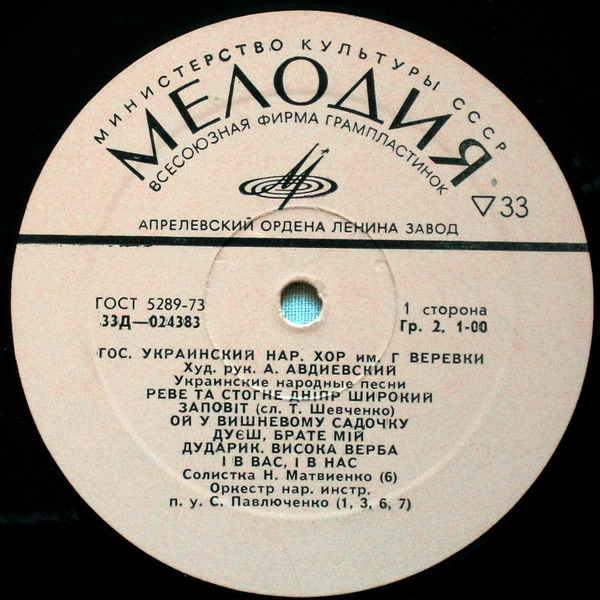 МИНИСТЕРСТВО КУЛЬТУРЫ СССР
МЕЛОДИЯ
ВСЕСОЮЗНАЯ ФИРМА ГРАМПЛАСТИНОК
33
АПРЕЛЕВСКИЙ ОРДЕНА ЛЕНИНА ЗАВОД
ГОСТ 5289-73
1 сторона
33Д—024383
Гр. 2. 1-00
ГОС. УКРАИНСКИЙ НАР. ХОР им. Г ВЕРЕВКИ
Худ. рук. А. АВДИЕВСКИЙ
Украинские народные песни
РЕВЕ ТА СТОГНЕ ДНІПР ШИРОКИЙ
ЗАПОВІТ (сл. Т. Шевченко)
ОЙ У ВИШНЕВОМУ САДОЧКУ
ДУЄШ, БРАТЕ МІЙ
ДУДАРИК. ВИСОКА ВЕРБА
І В ВАС, І В НАС
Солистка Н. Матвиенко (6)
Оркестр нар. инстр.
п. у. С. Павлюченко (1, 3, 6, 7)